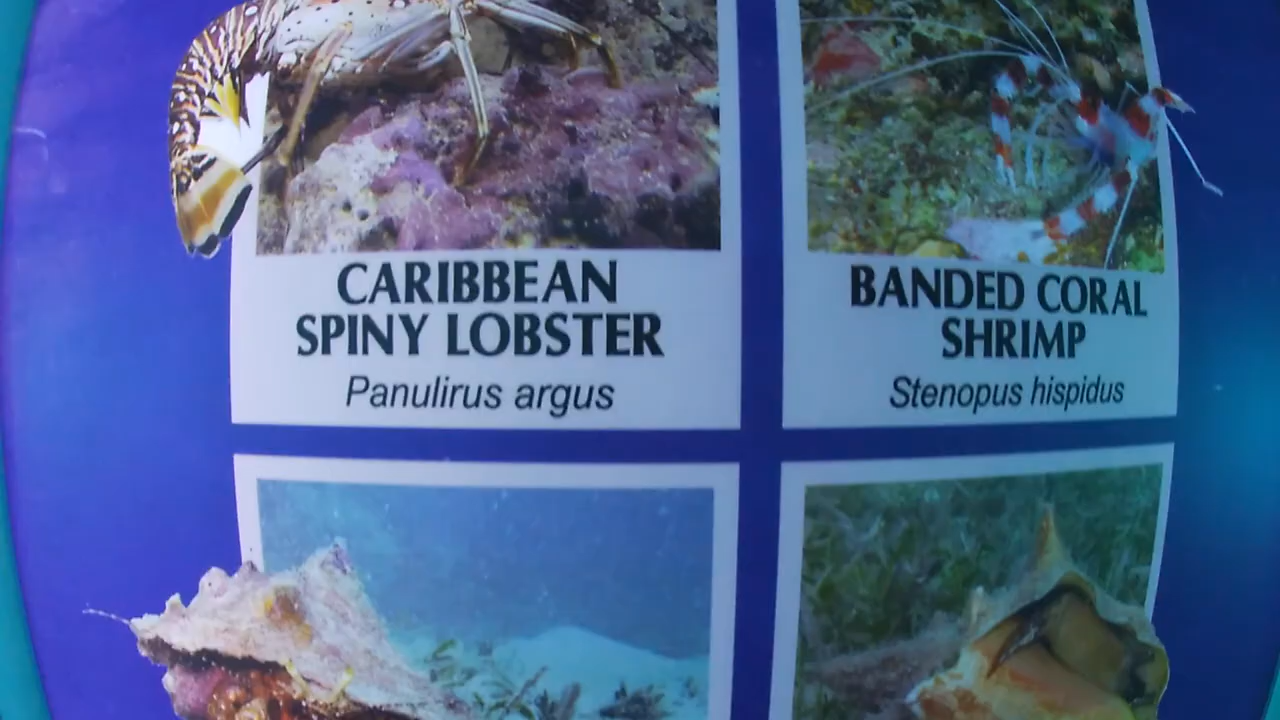 CARIBBEAN
SPINY LOBSTER
Panulirus argus
BANDED CORAL
SHRIMP
Stenopus hispidus